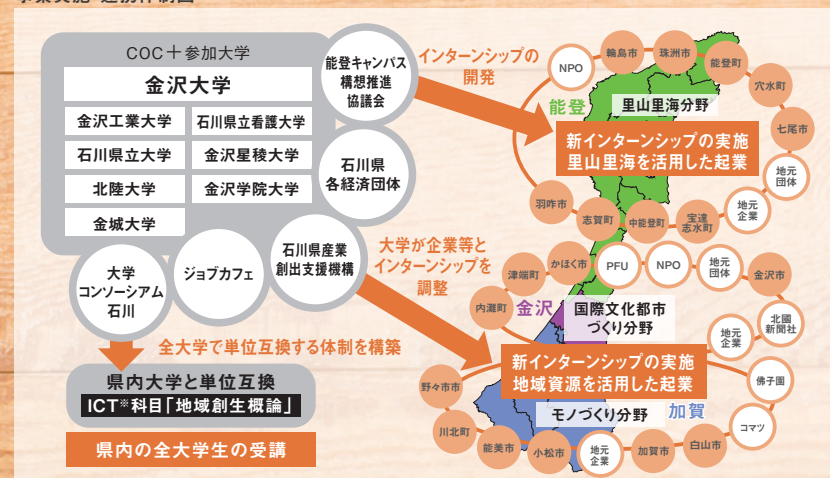 COC＋参加大学
金沢大学
金沢工業大学
石川県立看護大学
石川県立大学
金沢星稜大学
北陸大学
金沢学院大学
金城大学
能登キャンパス
構想推進
協議会
石川県
各経済団体
石川県産業
創出支援機構
ジョブカフェ
大学
コンソーシアム
石川
全大学で単位互換する体制を構築
県内大学と単位互換
ICT※科目「地域創生概論」
県内の全大学生の受講
インターンシップの
開発
大学が企業等と
インターンシップを
調整
NPO
輪島市
珠洲市
能登町
穴水町
七尾市
地元
団体
地元
企業
宝達
志水町
中能登町
志賀町
羽咋市
能登
里山里海分野
新インターンシップの実施
里山里海を活用した起業
内灘町
津端町
かほく市
PFU
NPO
地元
団体
金沢市
北國
新聞社
地元
企業
金沢
国際文化都市
づくり分野
新インターンシップの実施
地域資源を活用した起業
モノづくり分野
加賀
佛子園
コマツ
白山市
加賀市
地元
企業
小松市
能美市
川北町
野々市市